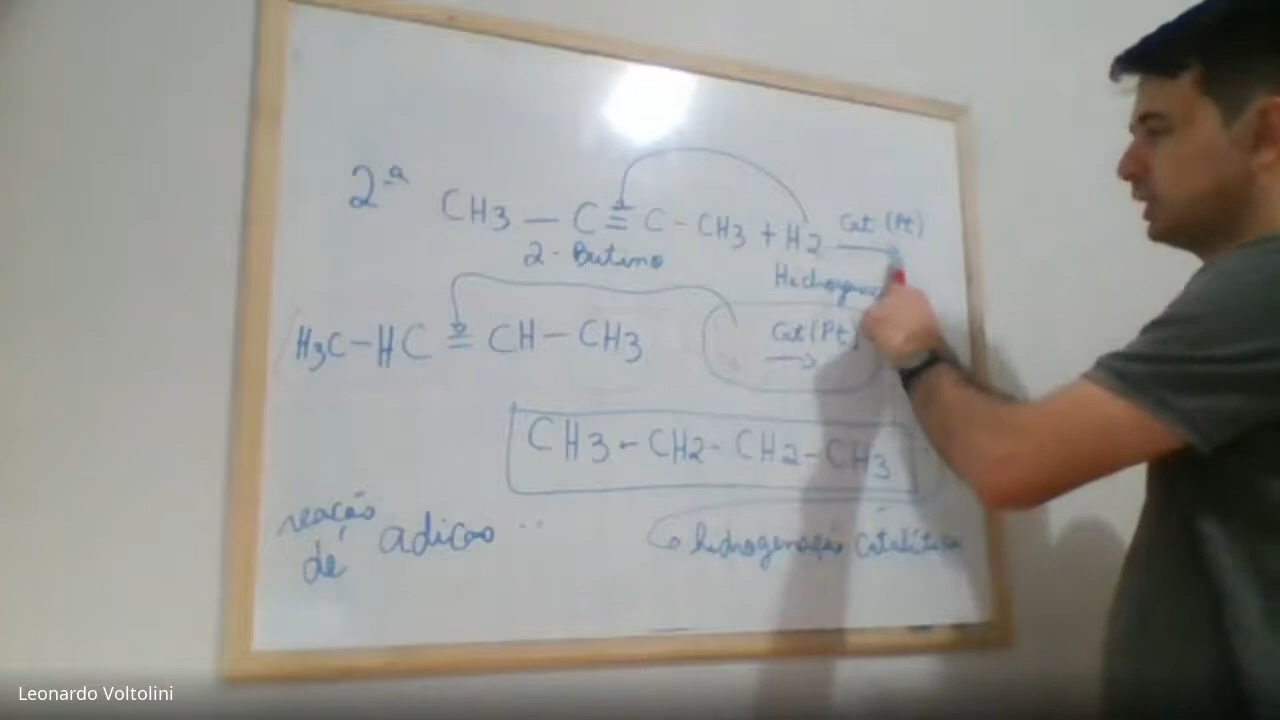 2ª CH3 — C ≡ C - CH3 + H2 Cat (Pt) →
2 - Butino
H3C - HC = CH - CH3 Cat (Pt) →
CH3 - CH2 - CH2 - CH3
reação de adicao
hidrogenação catalítica
Leonardo Voltolini